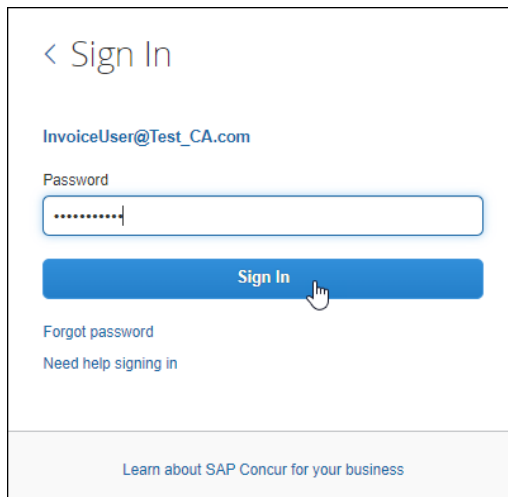 Sign In
InvoiceUser@Test_CA.com
Password
•••••••••••
Sign In
Forgot password
Need help signing in
Learn about SAP Concur for your business